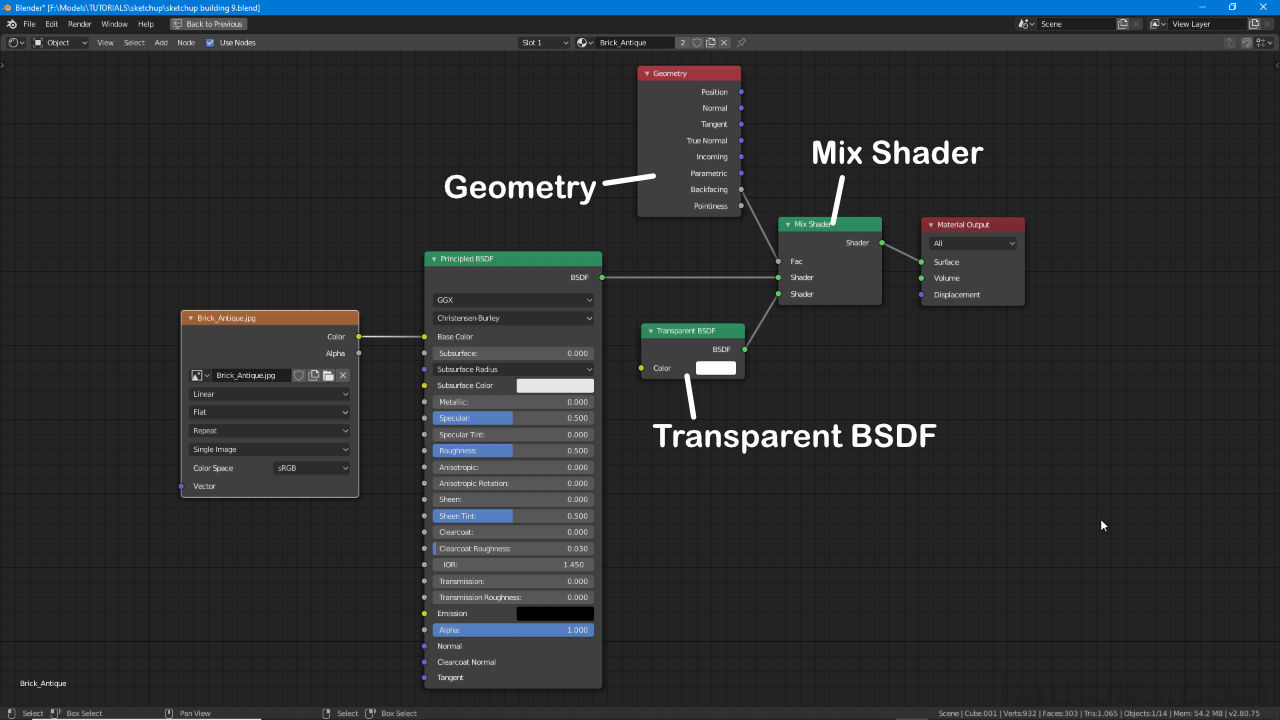 Blender* [F:\Models\TUTORIALS\sketchup\sketchup building 9.blend]
File Edit Render Window Help Back to Previous Scene View Layer
Object View Select Add Node Use Nodes Slot 1 Brick_Antique 2
Geometry
Position
Normal
Tangent
True Normal
Incoming
Parametric
Backfacing
Pointiness
Mix Shader
Geometry
Mix Shader
Shader
Fac
Shader
Shader
Material Output
All
Surface
Volume
Displacement
Principled BSDF
BSDF
GGX
Christensen-Burley
Base Color
Subsurface: 0.000
Subsurface Radius
Subsurface Color
Metallic: 0.000
Specular: 0.500
Specular Tint: 0.000
Roughness: 0.500
Anisotropic: 0.000
Anisotropic Rotation: 0.000
Sheen: 0.000
Sheen Tint: 0.500
Clearcoat: 0.000
Clearcoat Roughness: 0.030
IOR: 1.450
Transmission: 0.000
Transmission Roughness: 0.000
Emission
Alpha: 1.000
Normal
Clearcoat Normal
Tangent
Brick_Antique.jpg
Color
Alpha
Brick_Antique.jpg
Linear
Flat
Repeat
Single Image
Color Space sRGB
Vector
Transparent BSDF
BSDF
Color
Transparent BSDF
Brick_Antique
Select Box Select Pan View Select Box Select Scene | Cube.001 | Verts:932 | Faces:303 | Tris:1,065 | Objects:1/14 | Mem: 54.2 MB | v2.80.75